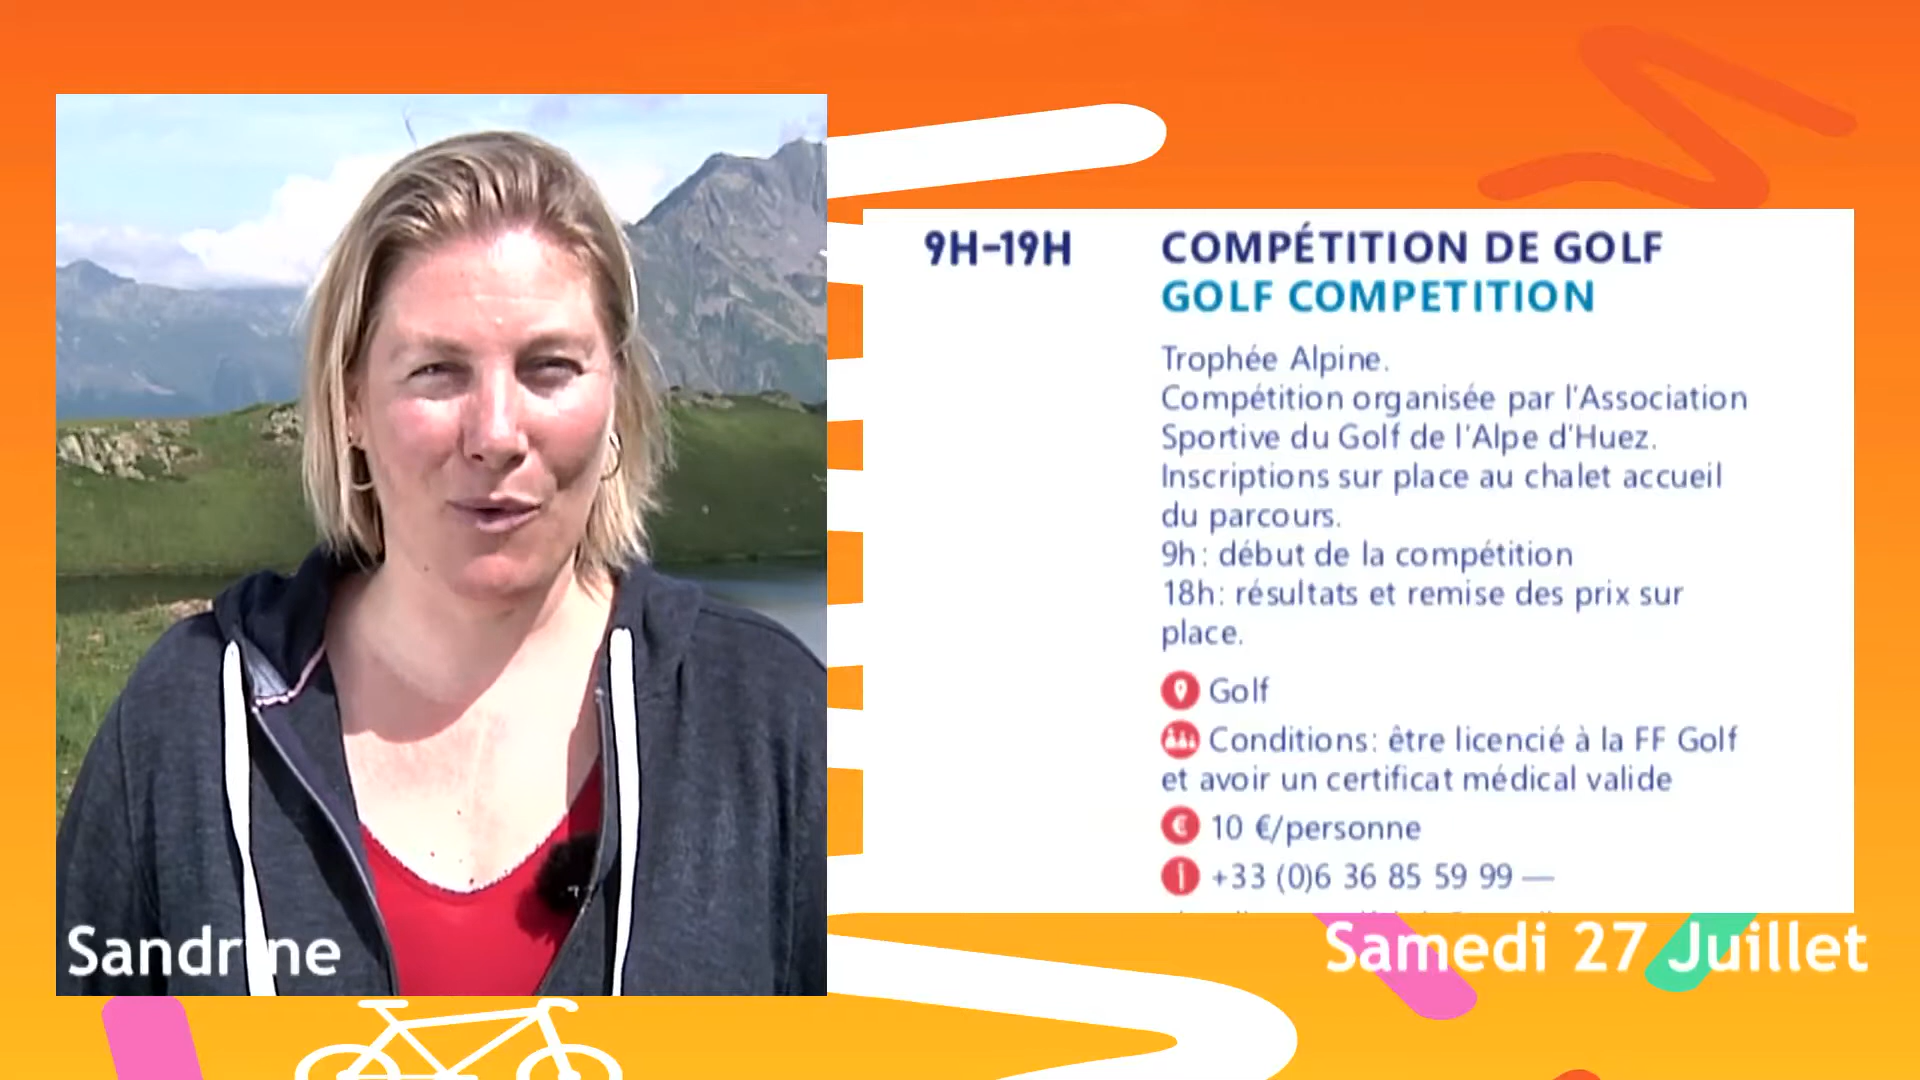 9H-19H
COMPÉTITION DE GOLF
GOLF COMPETITION
Trophée Alpine.
Compétition organisée par l'Association
Sportive du Golf de l'Alpe d'Huez.
Inscriptions sur place au chalet accueil
du parcours.
9h: début de la compétition
18h: résultats et remise des prix sur
place.
Golf
Conditions: être licencié à la FF Golf
et avoir un certificat médical valide
10 €/personne
+33 (0)6 36 85 59 99 —
Sandrine
Samedi 27 Juillet